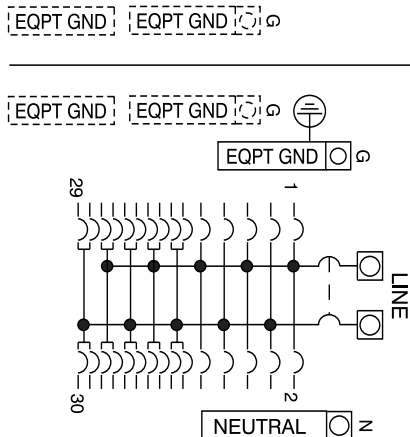 EQPT GND EQPT GND G
EQPT GND EQPT GND G
EQPT GND G
29 1
LINE
30 2
NEUTRAL N